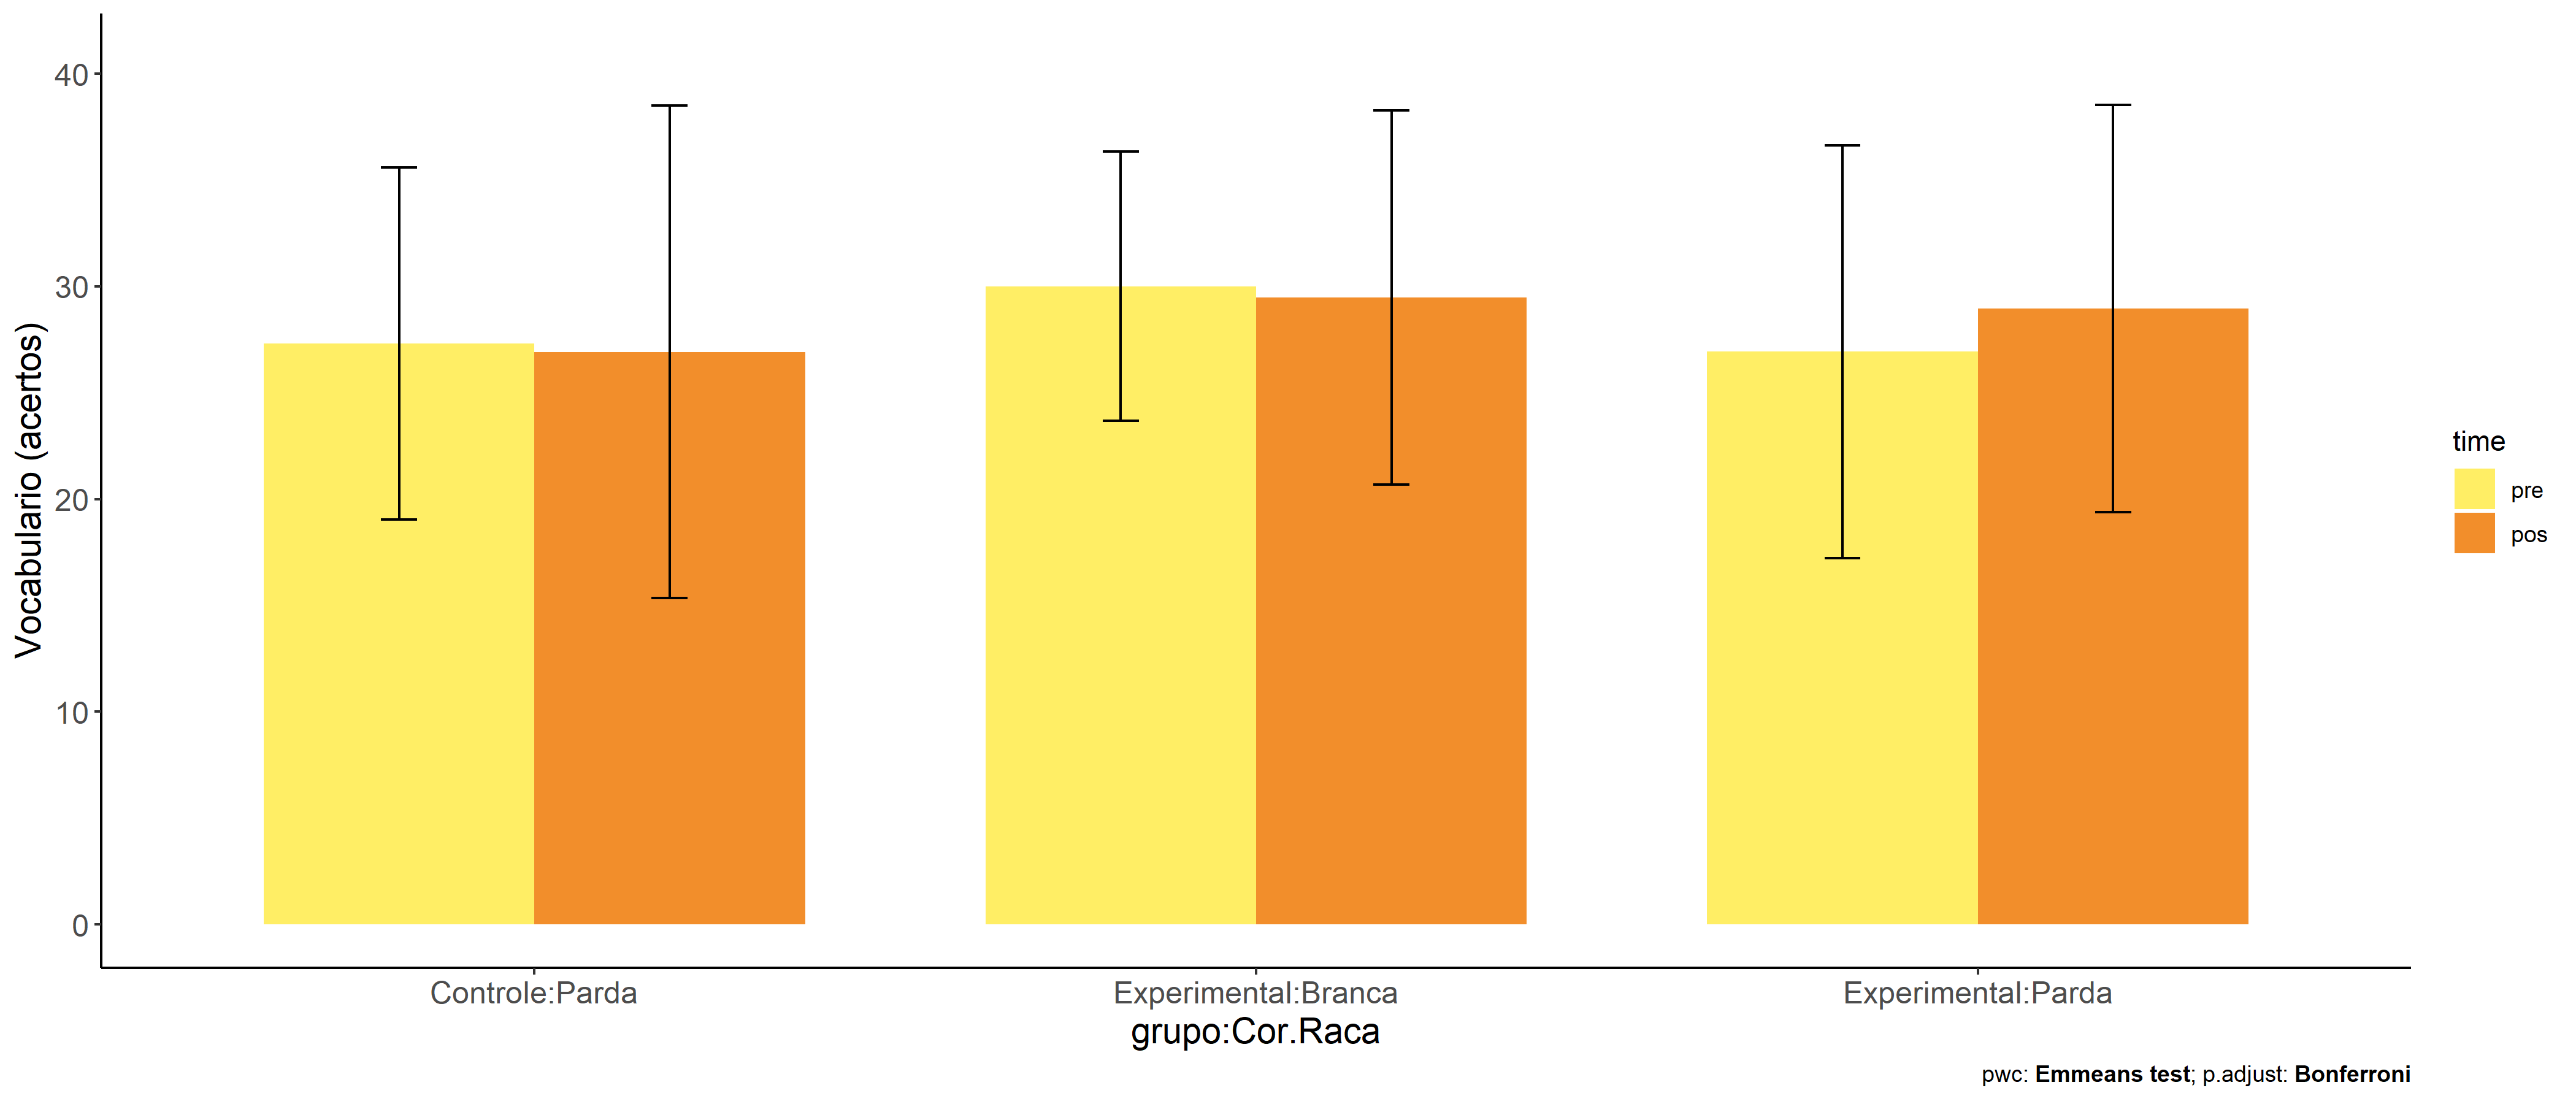 Vocabulario (acertos)
40
30
20
10
0
Controle:Parda
Experimental:Branca
Experimental:Parda
grupo:Cor.Raca
time
pre
pos
pwc: Emmeans test; p.adjust: Bonferroni